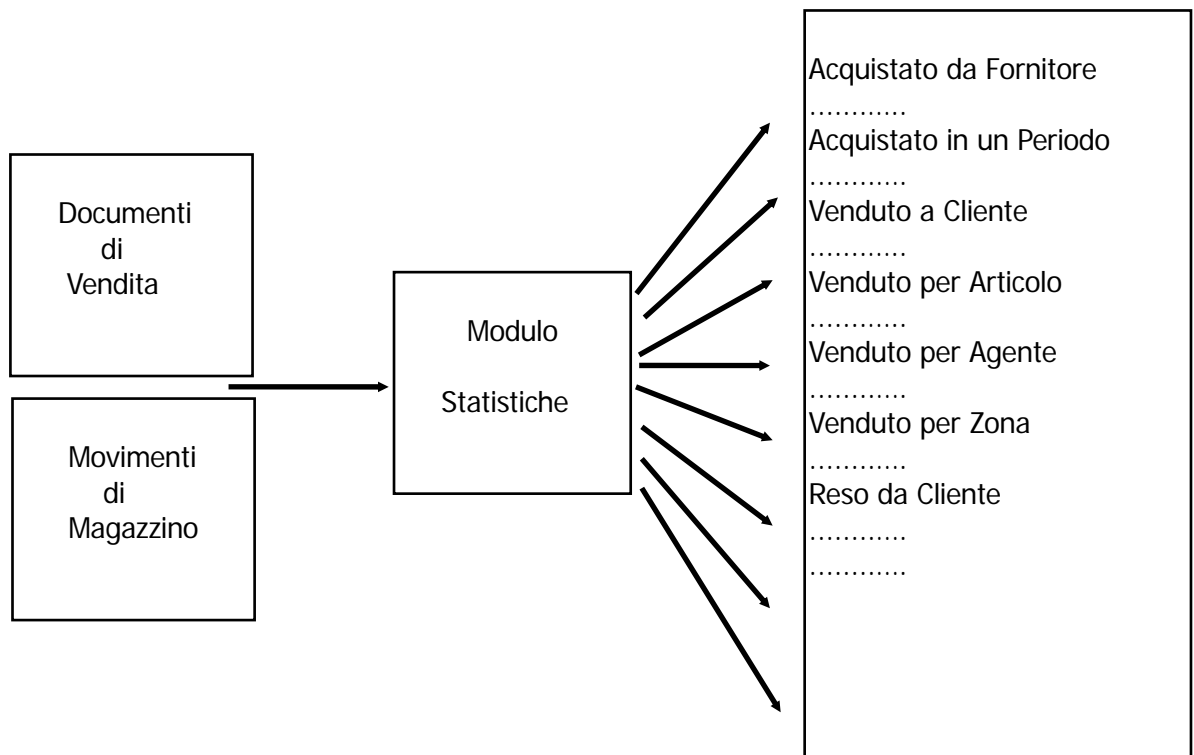 Documenti
di
Vendita
Movimenti
di
Magazzino
Modulo
Statistiche
Acquistato da Fornitore
…………
Acquistato in un Periodo
…………
Venduto a Cliente
…………
Venduto per Articolo
…………
Venduto per Agente
…………
Venduto per Zona
…………
Reso da Cliente
…………
…………